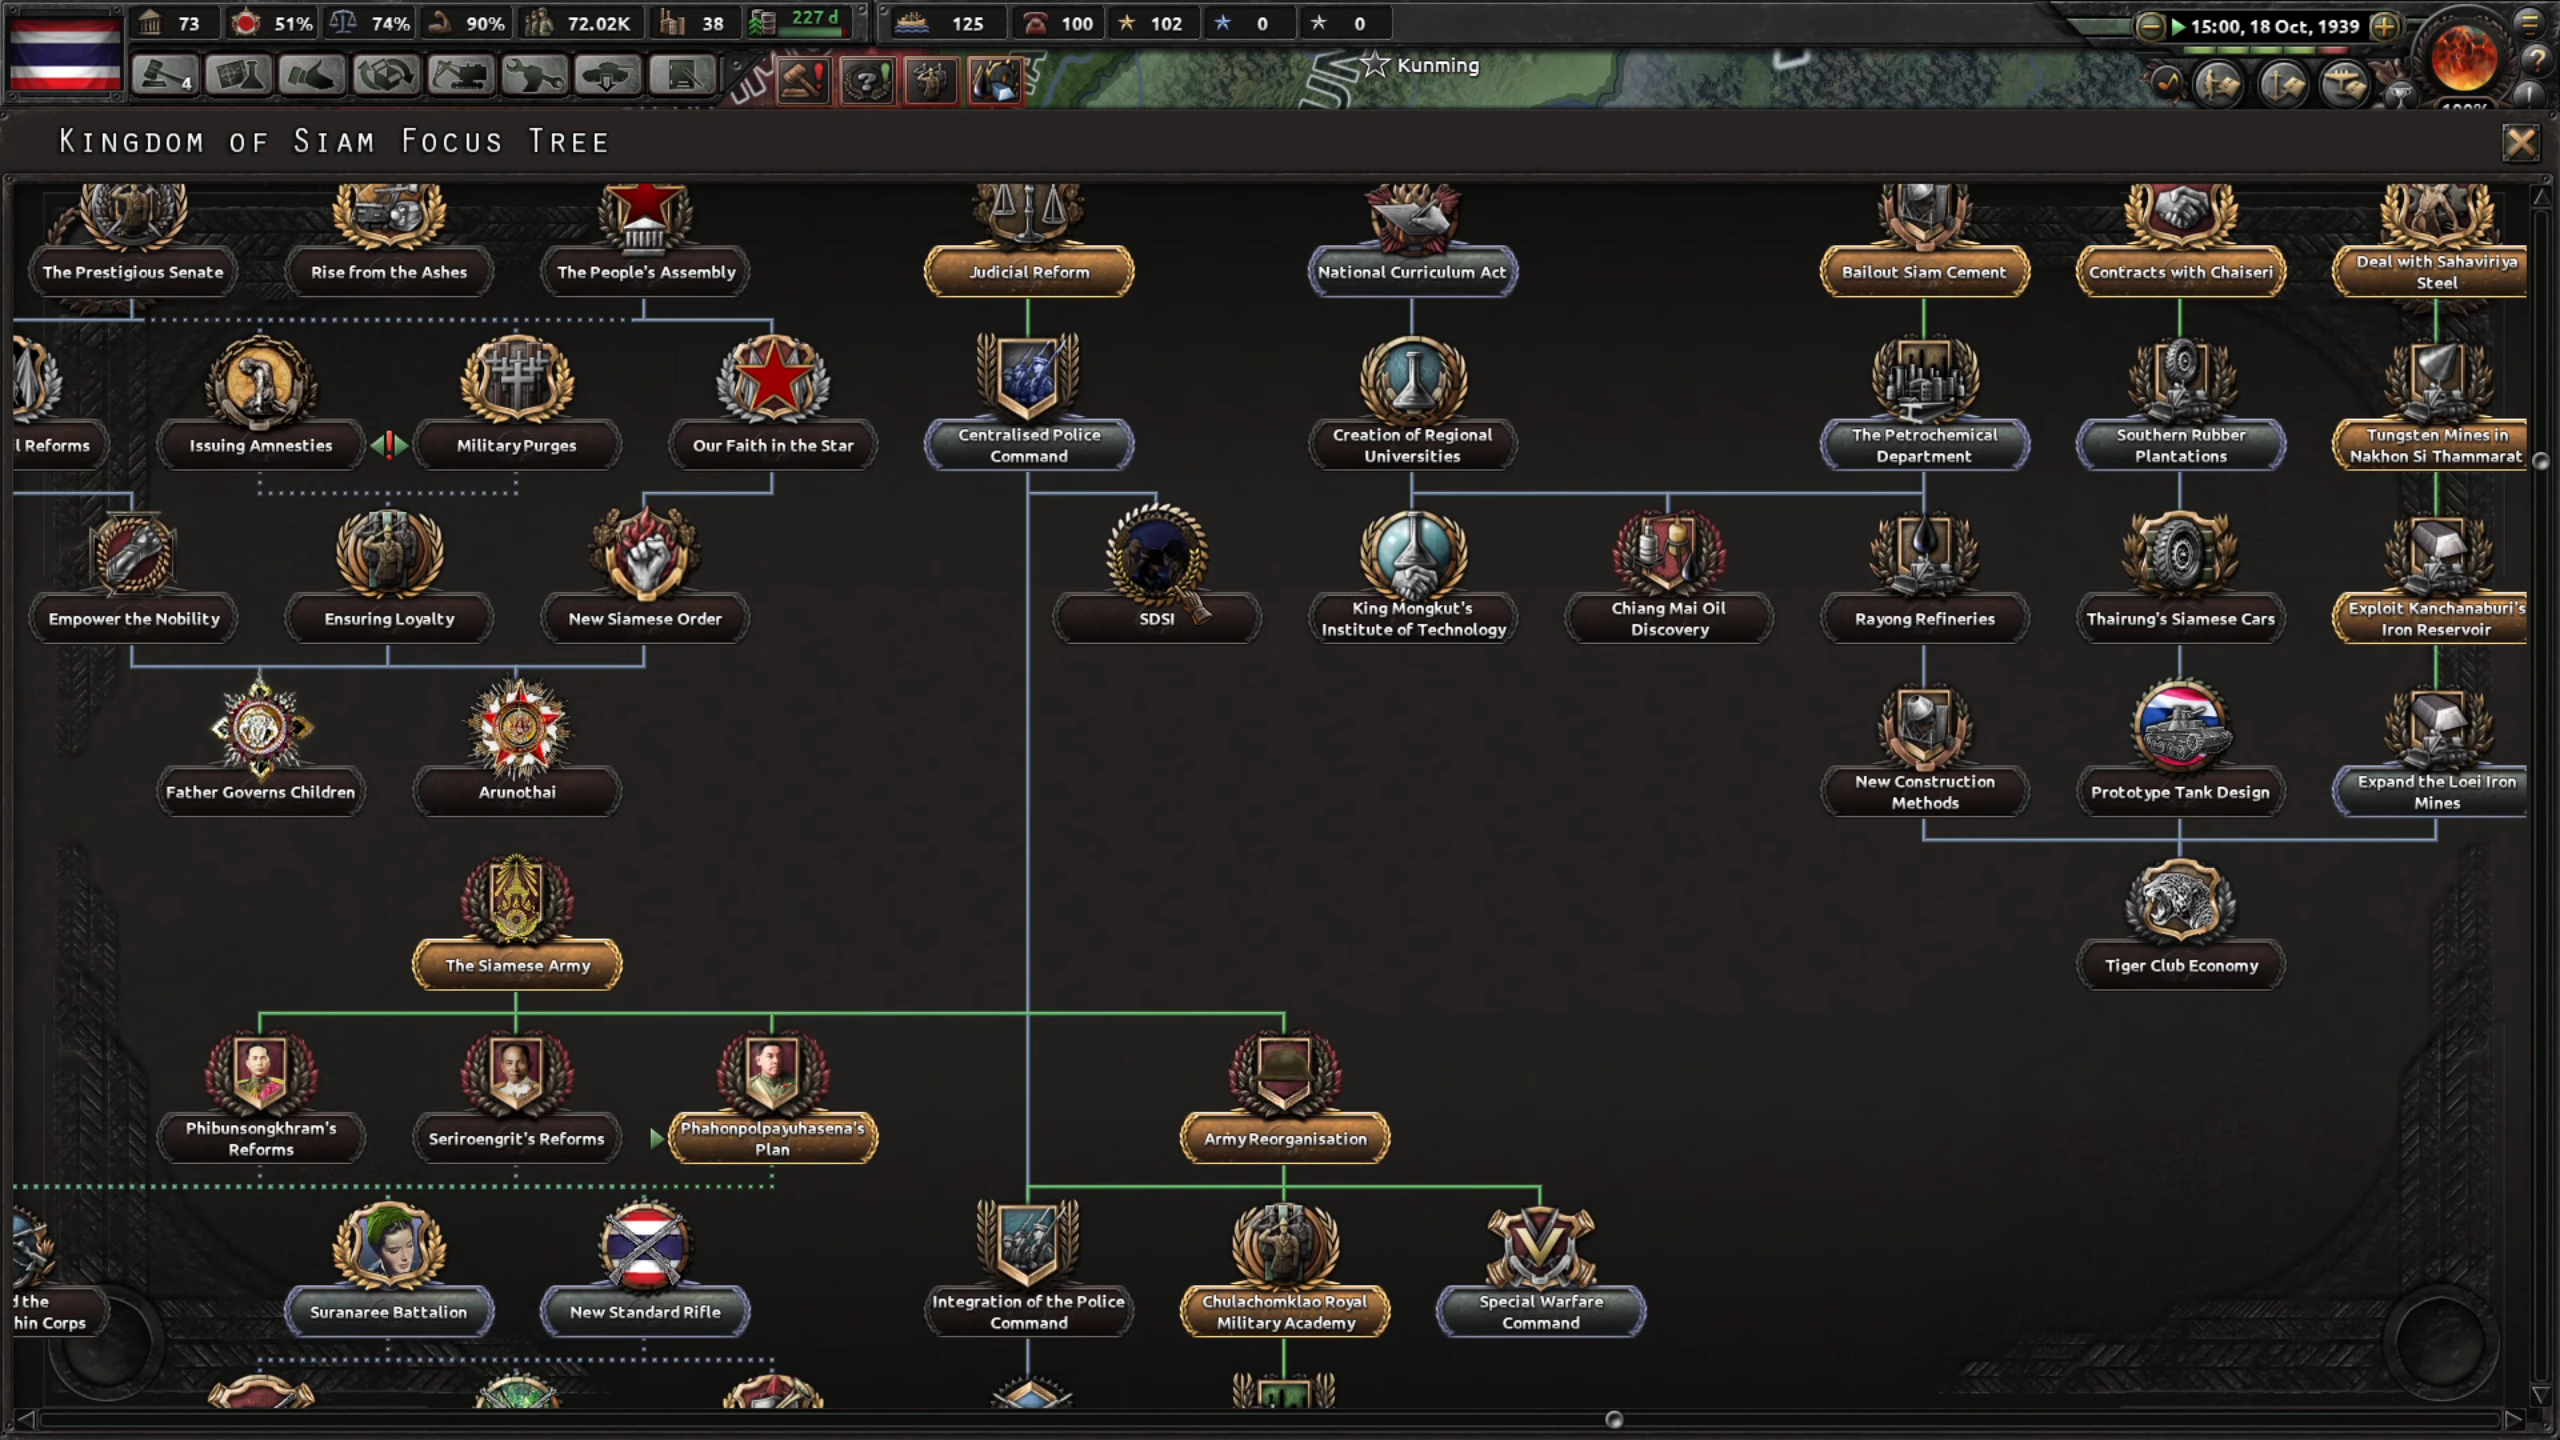 73
51%
74%
90%
72.02K
38
227 d
125
100
102
0
0
15:00, 18 Oct, 1939
4
Kunming
Kingdom of Siam Focus Tree
The Prestigious Senate
Rise from the Ashes
The People's Assembly
Judicial Reform
National Curriculum Act
Bailout Siam Cement
Contracts with Chaiseri
Deal with Sahaviriya
Steel
l Reforms
Issuing Amnesties
Military Purges
Our Faith in the Star
Centralised Police
Command
Creation of Regional
Universities
The Petrochemical
Department
Southern Rubber
Plantations
Tungsten Mines in
Nakhon Si Thammarat
Empower the Nobility
Ensuring Loyalty
New Siamese Order
SDSI
King Mongkut's
Institute of Technology
Chiang Mai Oil
Discovery
Rayong Refineries
Thairung's Siamese Cars
Exploit Kanchanaburi's
Iron Reservoir
Father Governs Children
Arunothai
New Construction
Methods
Prototype Tank Design
Expand the Loei Iron
Mines
The Siamese Army
Tiger Club Economy
Phibunsongkhram's
Reforms
Seriroengrit's Reforms
Phahonpolpayuhasena's
Plan
Army Reorganisation
d the
hin Corps
Suranaree Battalion
New Standard Rifle
Integration of the Police
Command
Chulachomklao Royal
Military Academy
Special Warfare
Command